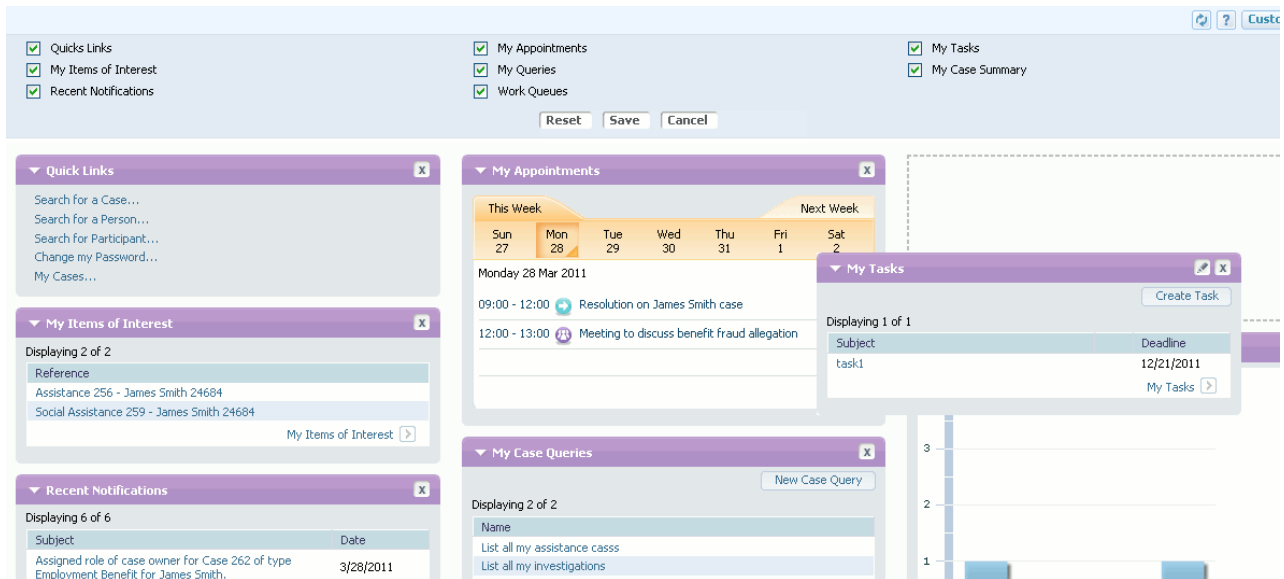 ? Custo
Quicks Links
My Appointments
My Tasks
My Items of Interest
My Queries
My Case Summary
Recent Notifications
Work Queues
Reset Save Cancel
Quick Links X
Search for a Case...
Search for a Person...
Search for Participant...
Change my Password...
My Cases...
My Items of Interest X
Displaying 2 of 2
Reference
Assistance 256 - James Smith 24684
Social Assistance 259 - James Smith 24684
My Items of Interest
Recent Notifications X
Displaying 6 of 6
Subject Date
Assigned role of case owner for Case 262 of type
Employment Benefit for James Smith.
3/28/2011
My Appointments X
This Week Next Week
Sun Mon Tue Wed Thu Fri Sat
27 28 29 30 31 1 2
Monday 28 Mar 2011
09:00 - 12:00 Resolution on James Smith case
12:00 - 13:00 Meeting to discuss benefit fraud allegation
My Case Queries X
New Case Query
Displaying 2 of 2
Name
List all my assistance casss
List all my investigations
My Tasks X
Create Task
Displaying 1 of 1
Subject Deadline
task1 12/21/2011
My Tasks
3
2
1